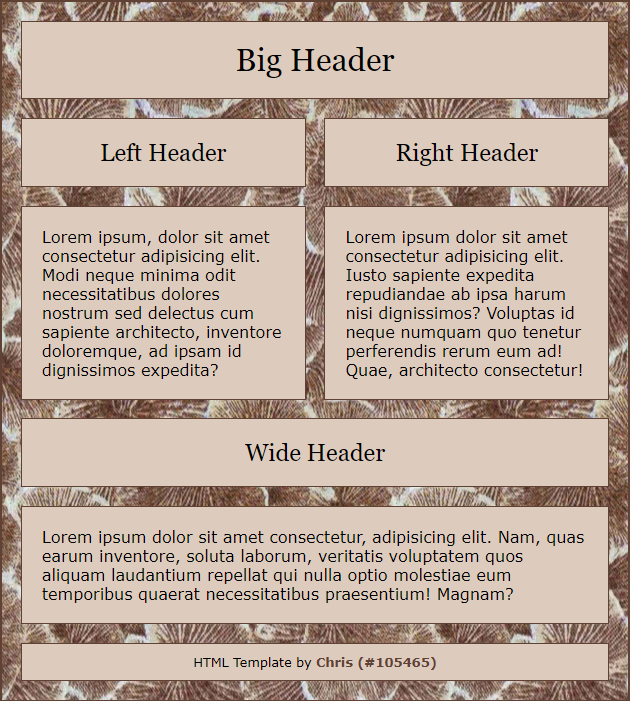 Big Header
Left Header
Right Header
Lorem ipsum, dolor sit amet
consectetur adipisicing elit.
Modi neque minima odit
necessitatibus dolores
nostrum sed delectus cum
sapiente architecto, inventore
doloremque, ad ipsam id
dignissimos expedita?
Lorem ipsum dolor sit amet
consectetur adipisicing elit.
Iusto sapiente expedita
repudiandae ab ipsa harum
nisi dignissimos? Voluptas id
neque numquam quo tenetur
perferendis rerum eum ad!
Quae, architecto consectetur!
Wide Header
Lorem ipsum dolor sit amet consectetur, adipisicing elit. Nam, quas
earum inventore, soluta laborum, veritatis voluptatem quos
aliquam laudantium repellat qui nulla optio molestiae eum
temporibus quaerat necessitatibus praesentium! Magnam?
HTML Template by Chris (#105465)